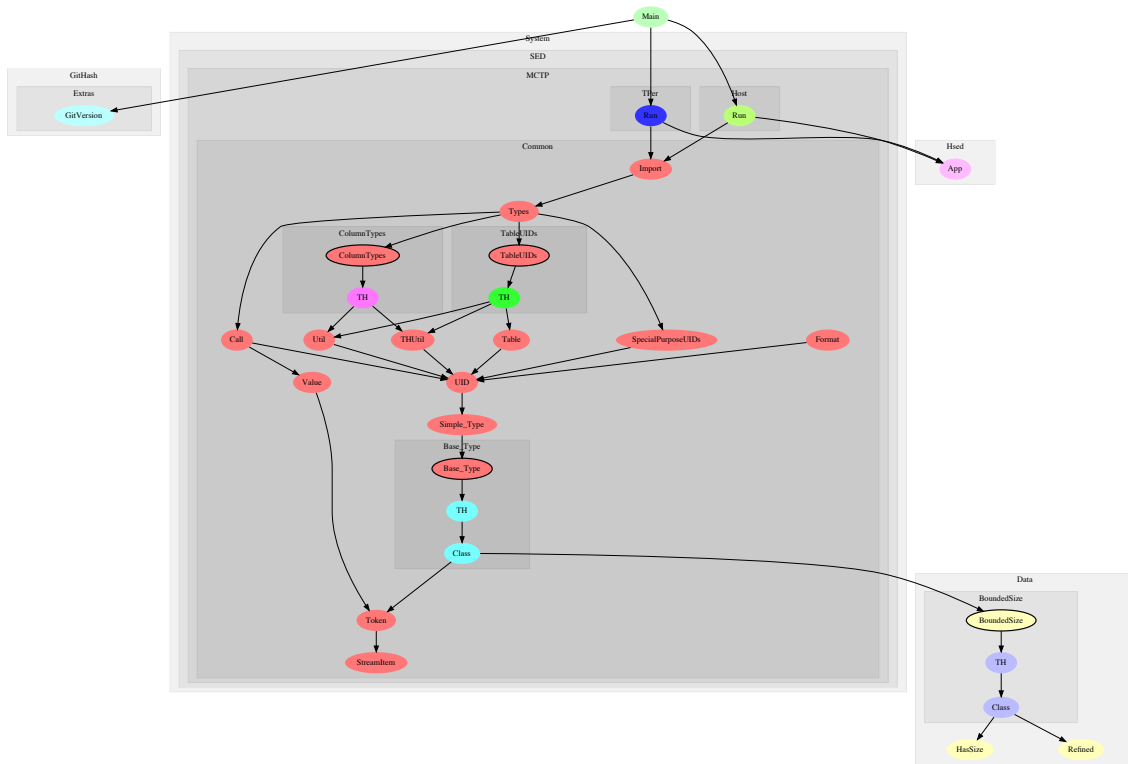 Main
System
SED
GitHash
MCTP
Extras
TPer
Host
GitVersion
Run
Run
Common
Hsed
Import
App
Types
ColumnTypes
TableUIDs
ColumnTypes
TableUIDs
TH
TH
Call
Util
THUtil
Table
SpecialPurposeUIDs
Format
Value
UID
Simple_Type
Base_Type
Base_Type
TH
Class
Data
BoundedSize
Token
BoundedSize
StreamItem
TH
Class
HasSize
Refined